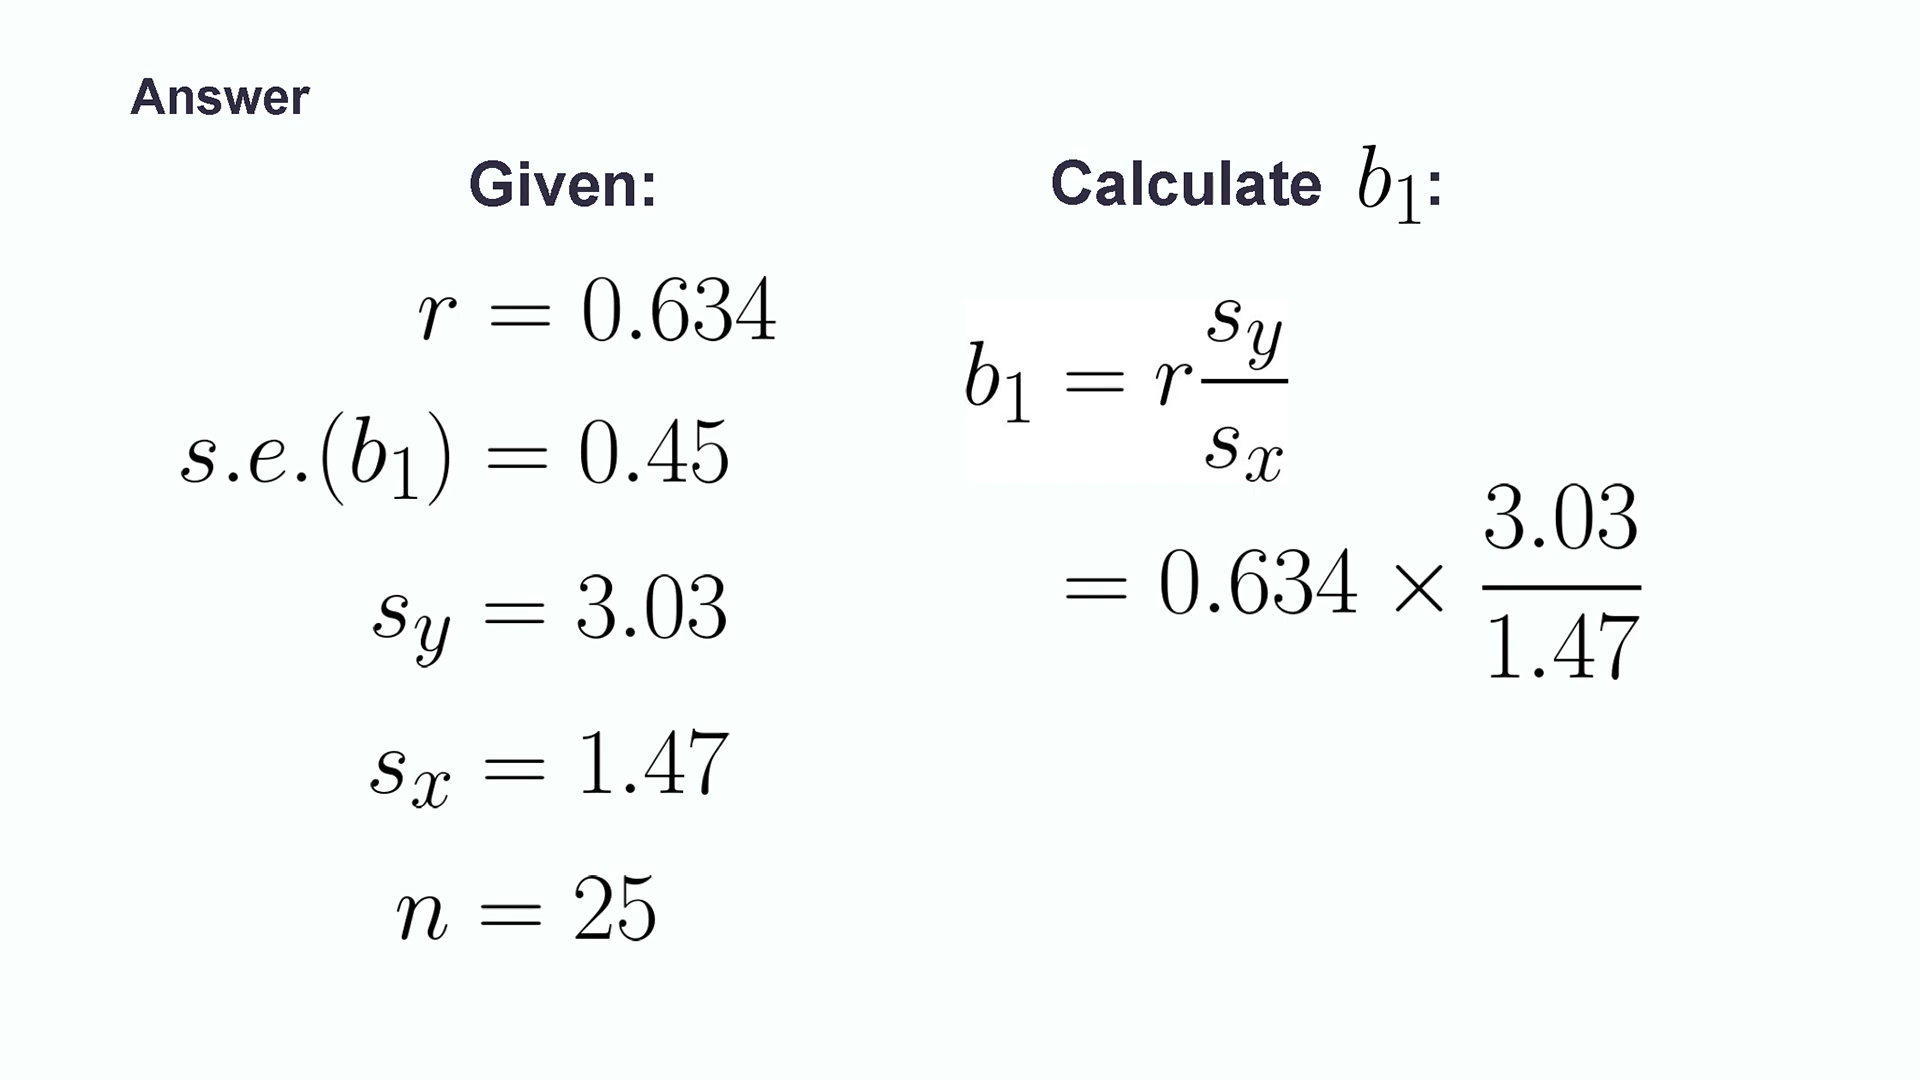 Answer
Given:
r = 0.634
s.e.(b₁) = 0.45
s_y = 3.03
s_x = 1.47
n = 25
Calculate b₁:
b₁ = r s_y / s_x
= 0.634 × 3.03 / 1.47